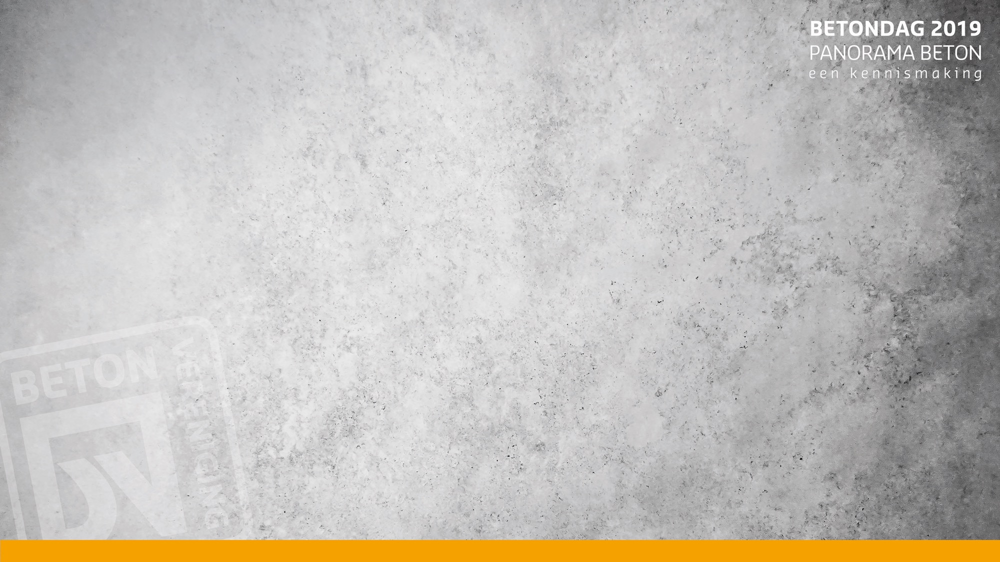 BETONDAG 2019
PANORAMA BETON
een kennismaking
BETON
VERENIGING